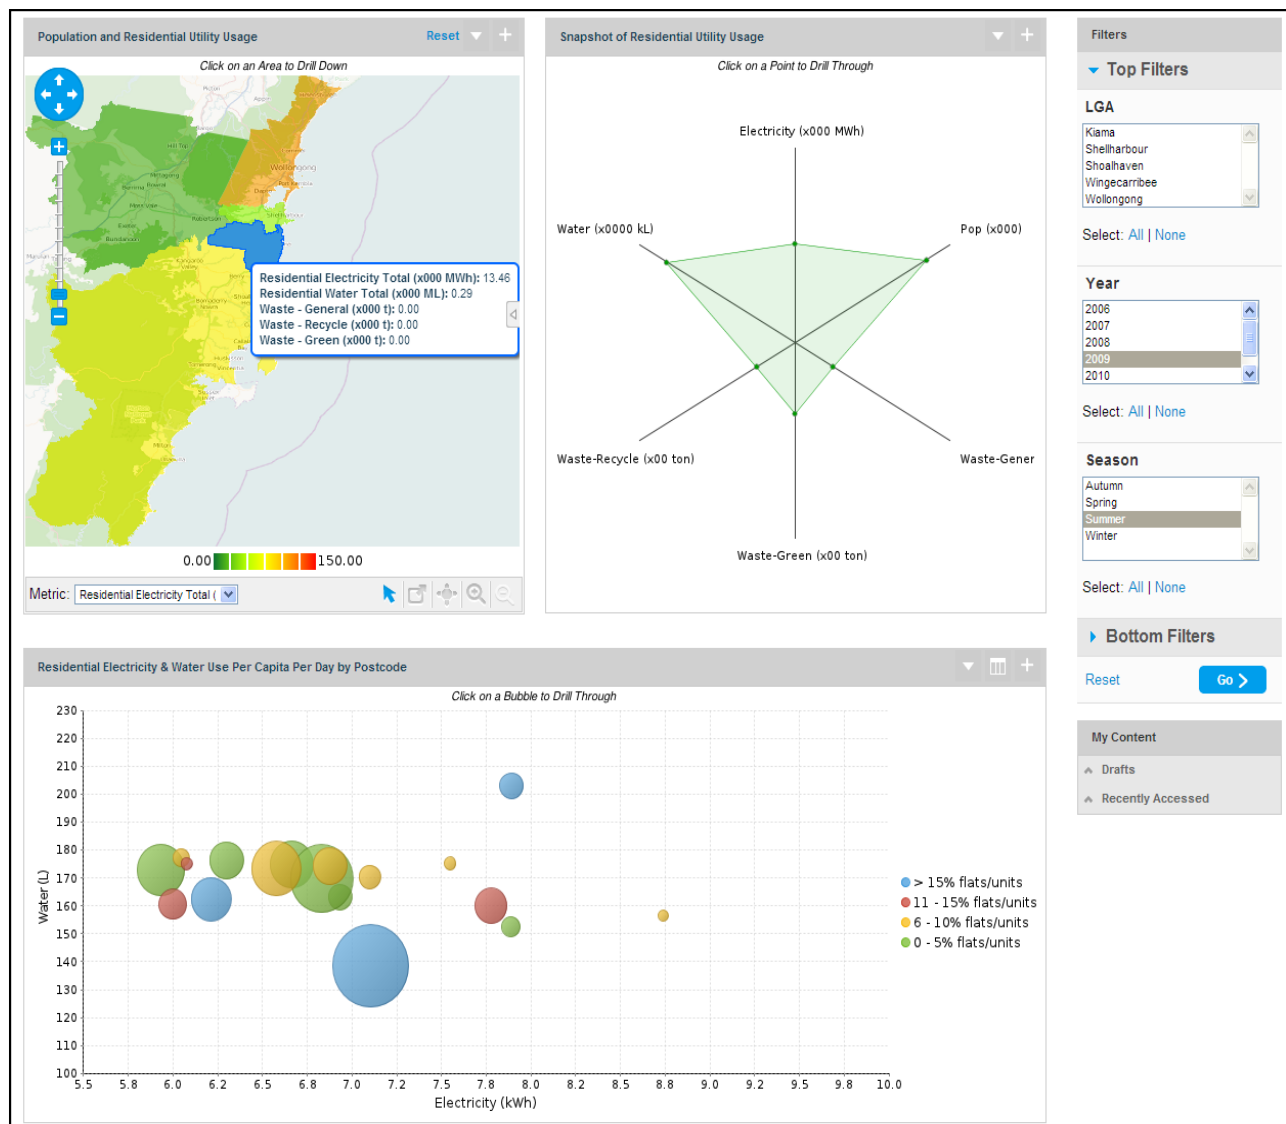 Population and Residential Utility Usage
Reset
Click on an Area to Drill Down
Wollongong
Residential Electricity Total (x000 MWh): 13.46
Residential Water Total (x000 ML): 0.29
Waste - General (x000 t): 0.00
Waste - Recycle (x000 t): 0.00
Waste - Green (x000 t): 0.00
0.00
150.00
Metric:
Residential Electricity Total (
Snapshot of Residential Utility Usage
Click on a Point to Drill Through
Electricity (x000 MWh)
Water (x0000 kL)
Pop (x000)
Waste-Recycle (x00 ton)
Waste-Gener
Waste-Green (x00 ton)
Residential Electricity & Water Use Per Capita Per Day by Postcode
Click on a Bubble to Drill Through
230
220
210
200
190
180
170
160
150
140
130
120
110
100
Water (L)
5.5 5.8 6.0 6.2 6.5 6.8 7.0 7.2 7.5 7.8 8.0 8.2 8.5 8.8 9.0 9.2 9.5 9.8 10.0
Electricity (kWh)
> 15% flats/units
11 - 15% flats/units
6 - 10% flats/units
0 - 5% flats/units
Filters
Top Filters
LGA
Kiama
Shellharbour
Shoalhaven
Wingecarribee
Wollongong
Select: All | None
Year
2006
2007
2008
2009
2010
Select: All | None
Season
Autumn
Spring
Summer
Winter
Select: All | None
Bottom Filters
Reset
Go
My Content
Drafts
Recently Accessed